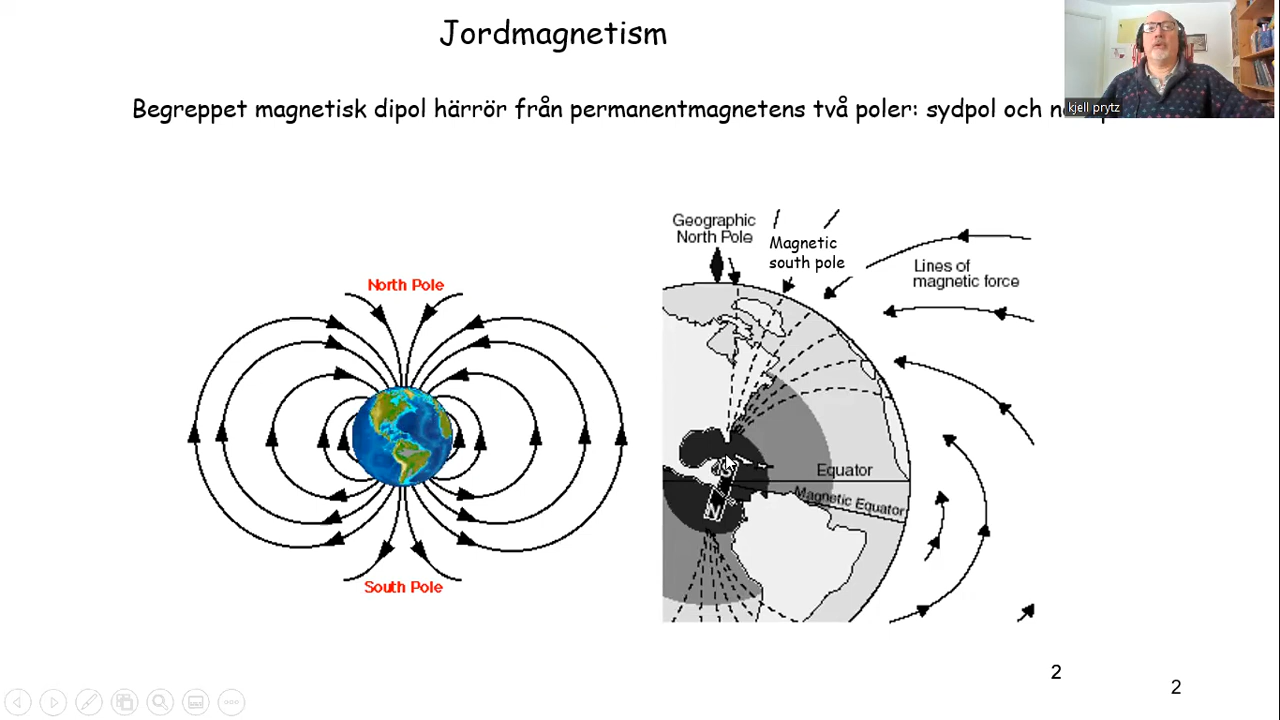 Jordmagnetism
Begreppet magnetisk dipol härrör från permanentmagnetens två poler: sydpol och
kjell prytz
Geographic
North Pole
Magnetic
south pole
Lines of
magnetic force
North Pole
Equator
Magnetic Equator
S
N
South Pole
2
2